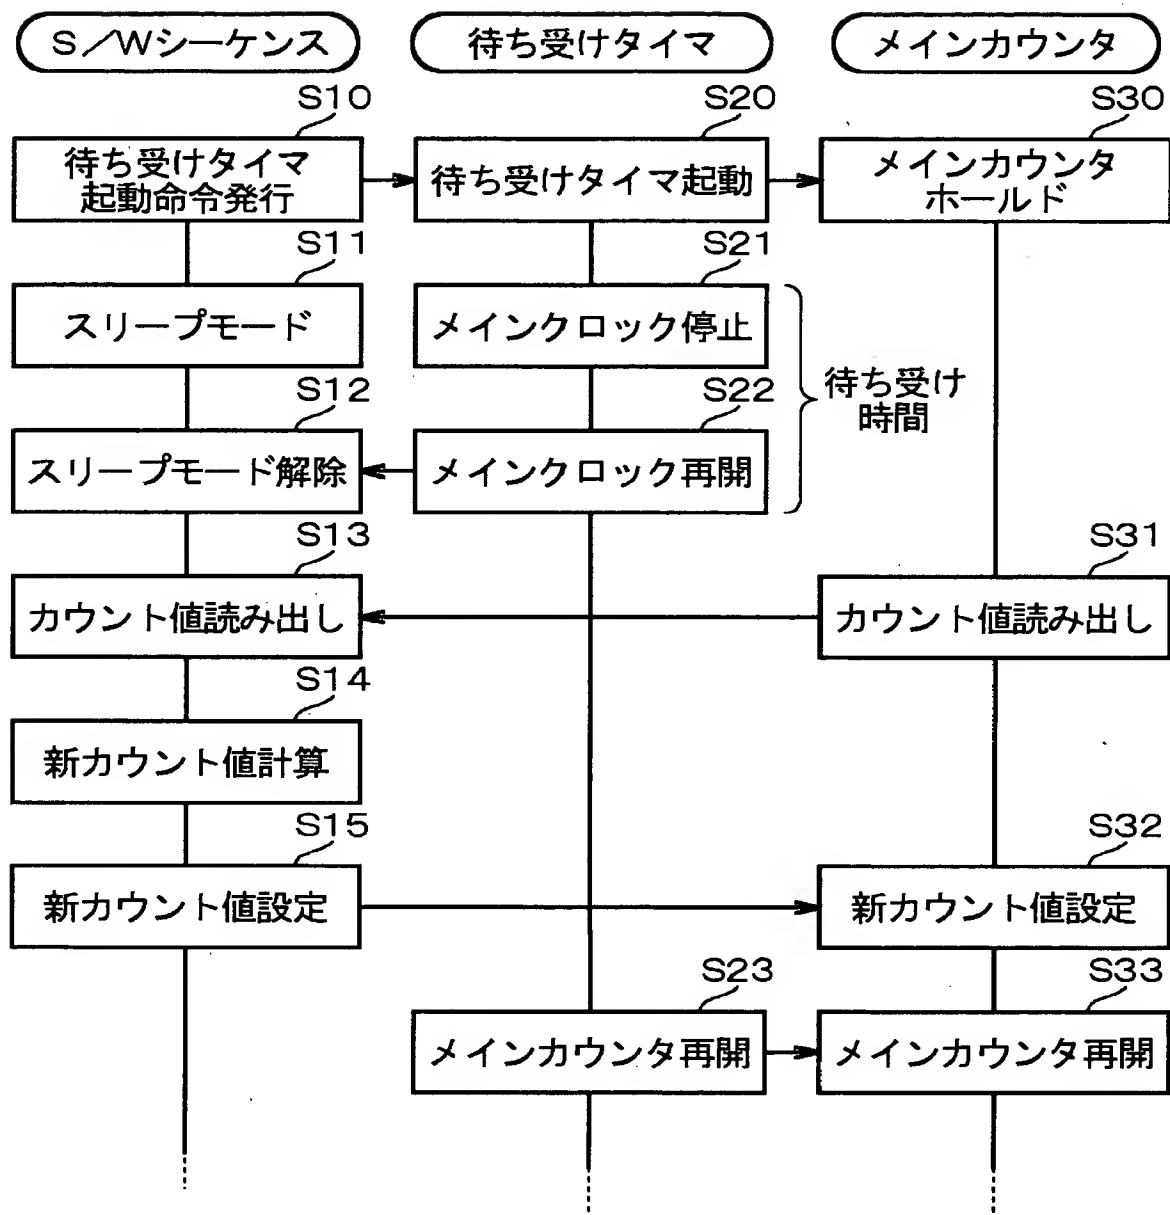 S/Wシーケンス
待ち受けタイマ
メインカウンタ
S10
S20
S30
待ち受けタイマ
起動命令発行
待ち受けタイマ起動
メインカウンタ
ホールド
S11
S21
スリープモード
メインクロック停止
待ち受け
時間
S12
S22
スリープモード解除
メインクロック再開
S13
S31
カウント値読み出し
カウント値読み出し
S14
新カウント値計算
S15
S32
新カウント値設定
新カウント値設定
S23
S33
メインカウンタ再開
メインカウンタ再開